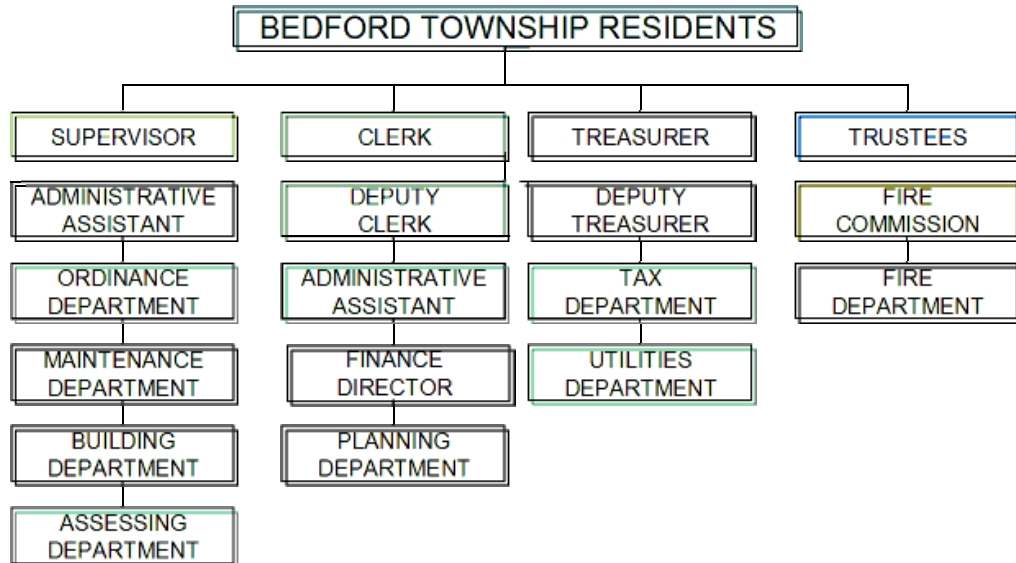 BEDFORD TOWNSHIP RESIDENTS
SUPERVISOR
CLERK
TREASURER
TRUSTEES
ADMINISTRATIVE
ASSISTANT
DEPUTY
CLERK
DEPUTY
TREASURER
FIRE
COMMISSION
ORDINANCE
DEPARTMENT
ADMINISTRATIVE
ASSISTANT
TAX
DEPARTMENT
FIRE
DEPARTMENT
MAINTENANCE
DEPARTMENT
FINANCE
DIRECTOR
UTILITIES
DEPARTMENT
BUILDING
DEPARTMENT
PLANNING
DEPARTMENT
ASSESSING
DEPARTMENT